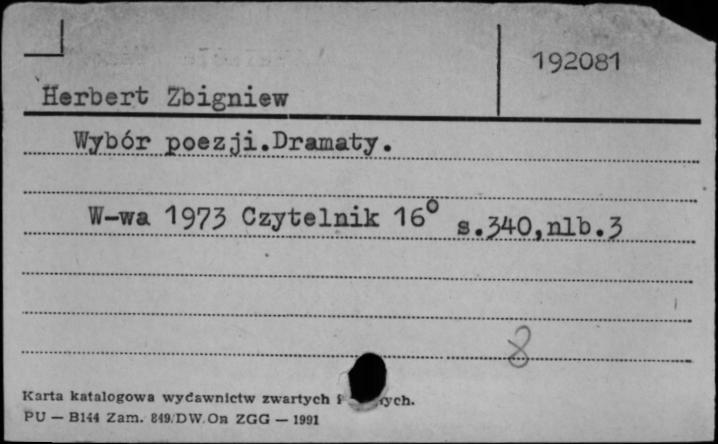 192081
Herbert Zbigniew
Wybór poezji.Dramaty.
W-wa 1973 Czytelnik 16° s.340,nlb.3
8
Karta katalogowa wydawnictw zwartych
PU — B144 Zam. 849/DW.On ZGG — 1991